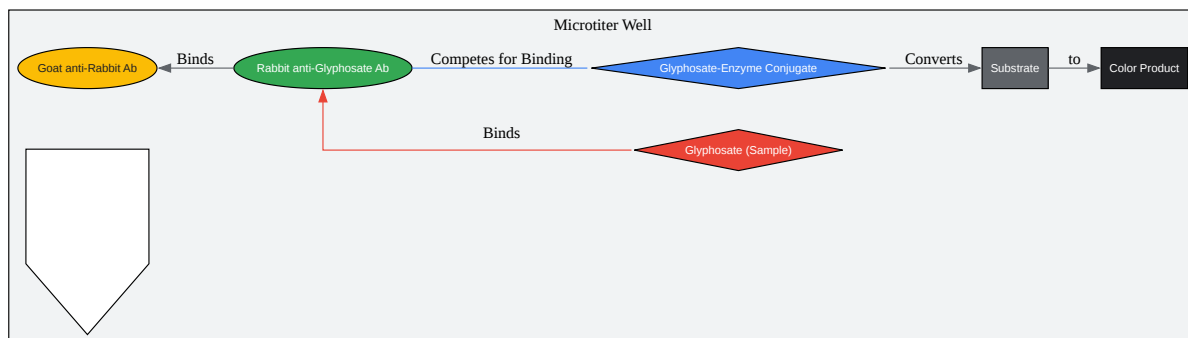 Microtiter Well
Goat anti-Rabbit Ab
Binds
Rabbit anti-Glyphosate Ab
Competes for Binding
Glyphosate-Enzyme Conjugate
Converts
Substrate
to
Color Product
Binds
Glyphosate (Sample)